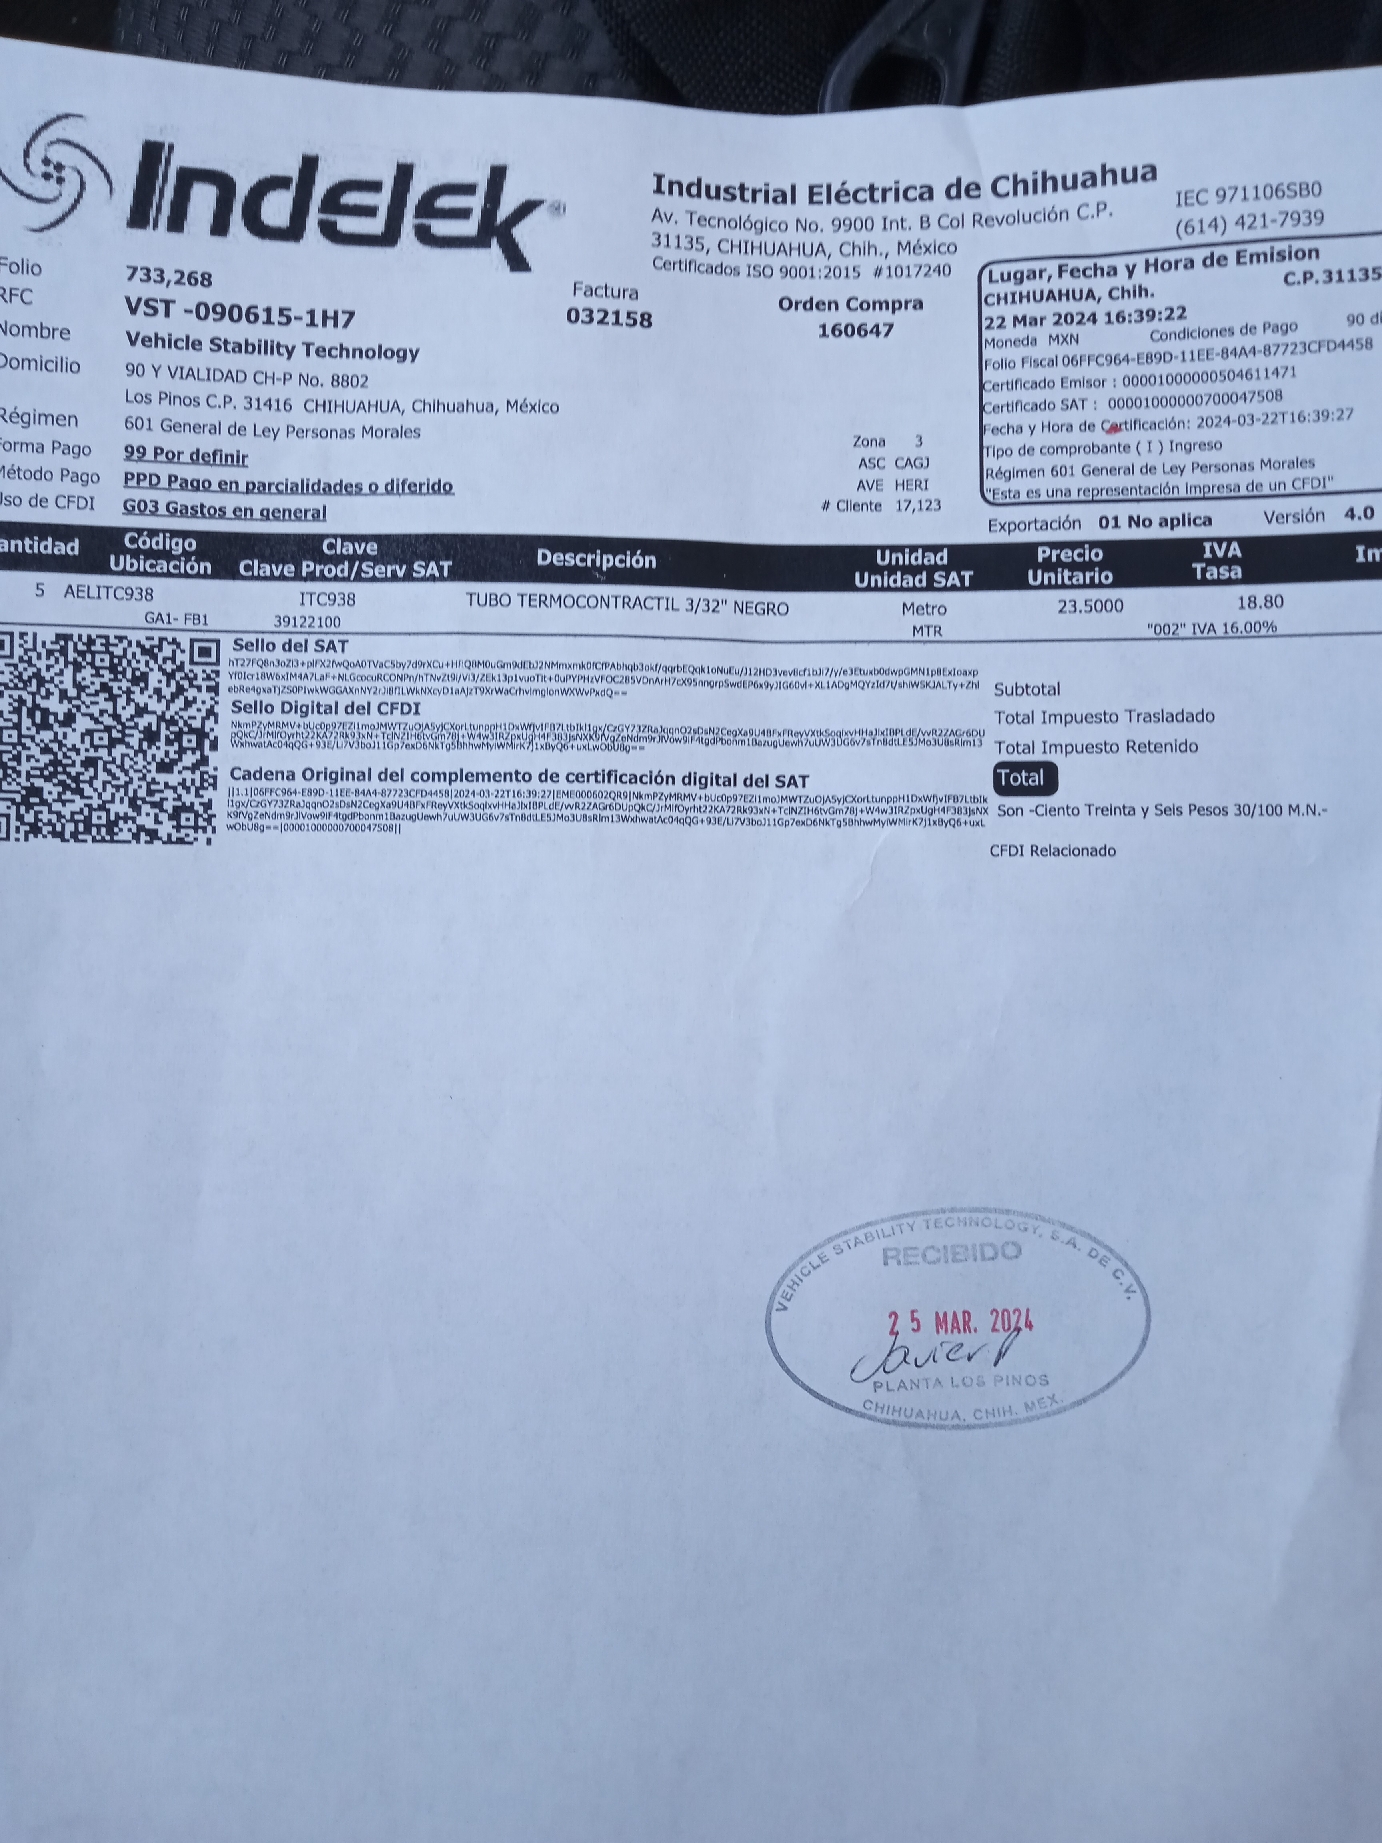 Indelek
Industrial Eléctrica de Chihuahua
IEC 971106SB0
Av. Tecnológico No. 9900 Int. B Col Revolución C.P.
(614) 421-7939
31135, CHIHUAHUA, Chih., México
Certificados ISO 9001:2015 #1017240
Folio 733,268
RFC VST -090615-1H7
Nombre Vehicle Stability Technology
Domicilio 90 Y VIALIDAD CH-P No. 8802
Los Pinos C.P. 31416 CHIHUAHUA, Chihuahua, México
Régimen 601 General de Ley Personas Morales
Forma Pago 99 Por definir
Método Pago PPD Pago en parcialidades o diferido
Uso de CFDI G03 Gastos en general
Factura
032158
Orden Compra
160647
Zona 3
ASC CAGJ
AVE HERI
# Cliente 17,123
Lugar, Fecha y Hora de Emision
C.P.31135
CHIHUAHUA, Chih.
22 Mar 2024 16:39:22
Moneda MXN Condiciones de Pago 90 di
Folio Fiscal 06FFC964-E89D-11EE-84A4-87723CFD4458
Certificado Emisor : 00001000000504611471
Certificado SAT : 00001000000700047508
Fecha y Hora de Certificación: 2024-03-22T16:39:27
Tipo de comprobante ( I ) Ingreso
Régimen 601 General de Ley Personas Morales
"Esta es una representación impresa de un CFDI"
Exportación 01 No aplica Versión 4.0
antidad Código Clave Descripción Unidad Precio IVA Im
Ubicación Clave Prod/Serv SAT Unidad SAT Unitario Tasa
5 AELITC938 ITC938 TUBO TERMOCONTRACTIL 3/32" NEGRO Metro 23.5000 18.80
GA1- FB1 39122100 MTR "002" IVA 16.00%
Sello del SAT
Sello Digital del CFDI
Cadena Original del complemento de certificación digital del SAT
Subtotal
Total Impuesto Trasladado
Total Impuesto Retenido
Total
Son -Ciento Treinta y Seis Pesos 30/100 M.N.-
CFDI Relacionado
VEHICLE STABILITY TECHNOLOGY, S.A. DE C.V.
RECIBIDO
25 MAR. 2024
Javier
PLANTA LOS PINOS
CHIHUAHUA, CHIH. MEX.